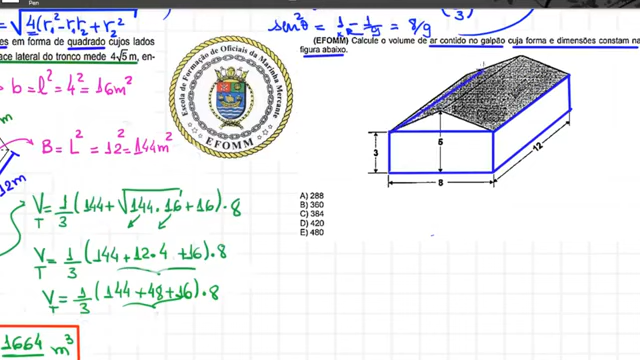 Pen
= √4(r₁² - r₁r₂ + r₂²
es em forma de quadrado cujos lados
ace lateral do tronco mede 4√5 m, en-
b = l² = 4² = 16m²
B = L² = 12² = 144m²
12m
V_T = 1/3 (144 + √144.16 + 16) . 8
V_T = 1/3 (144 + 12 . 4 + 16) . 8
V_T = 1/3 (144 + 48 + 16) . 8
1664 m³
Escola de Formação de Oficiais da Marinha Mercante
EFOMM
sen²θ = 1/1 - 1/9 = 8/9
(EFOMM) Calcule o volume de ar contido no galpão cuja forma e dimensões constam na
figura abaixo.
3
5
8
12
A) 288
B) 360
C) 384
D) 420
E) 480